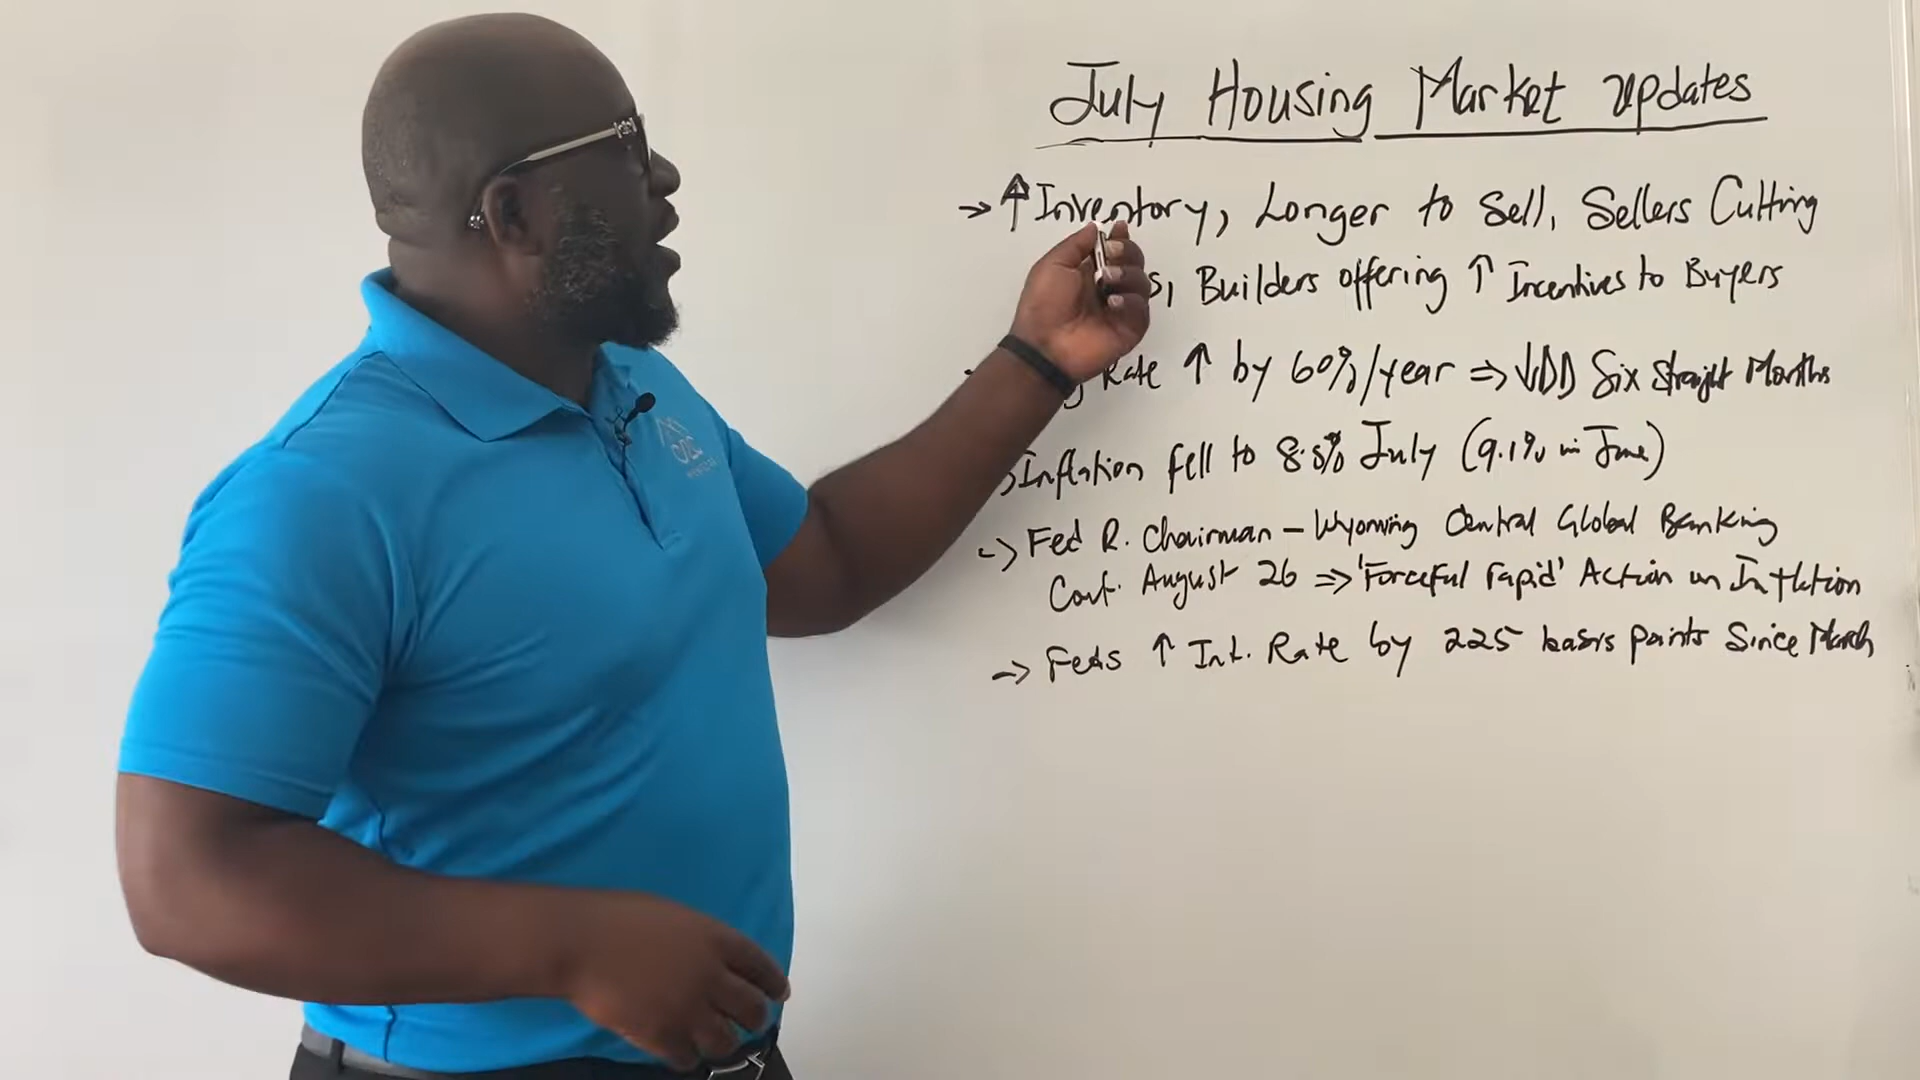 July Housing Market updates
→ ↑ Inventory, Longer to Sell, Sellers Cutting
s, Builders offering ↑ Incentives to Buyers
Rate ↑ by 60%/year ⇒ ↓DD Six Straight Months
Inflation fell to 8.5% July (9.1% in June)
→ Fed R. Chairman – Wyoming Central Global Banking
Conf. August 26 ⇒ 'Forceful rapid' Action on Inflation
→ Feds ↑ Int. Rate by 225 basis points Since March